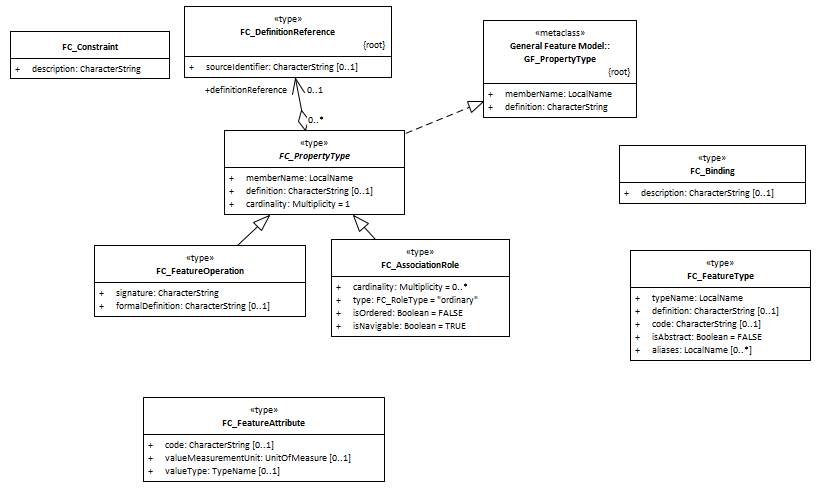 FC_Constraint
+ description: CharacterString
«type»
FC_DefinitionReference
{root}
+ sourceIdentifier: CharacterString [0..1]
«metaclass»
General Feature Model::
GF_PropertyType
{root}
+ memberName: LocalName
+ definition: CharacterString
+definitionReference
0..1
0..*
«type»
FC_PropertyType
+ memberName: LocalName
+ definition: CharacterString [0..1]
+ cardinality: Multiplicity = 1
«type»
FC_Binding
+ description: CharacterString [0..1]
«type»
FC_FeatureOperation
+ signature: CharacterString
+ formalDefinition: CharacterString [0..1]
«type»
FC_AssociationRole
+ cardinality: Multiplicity = 0..*
+ type: FC_RoleType = "ordinary"
+ isOrdered: Boolean = FALSE
+ isNavigable: Boolean = TRUE
«type»
FC_FeatureType
+ typeName: LocalName
+ definition: CharacterString [0..1]
+ code: CharacterString [0..1]
+ isAbstract: Boolean = FALSE
+ aliases: LocalName [0..*]
«type»
FC_FeatureAttribute
+ code: CharacterString [0..1]
+ valueMeasurementUnit: UnitOfMeasure [0..1]
+ valueType: TypeName [0..1]